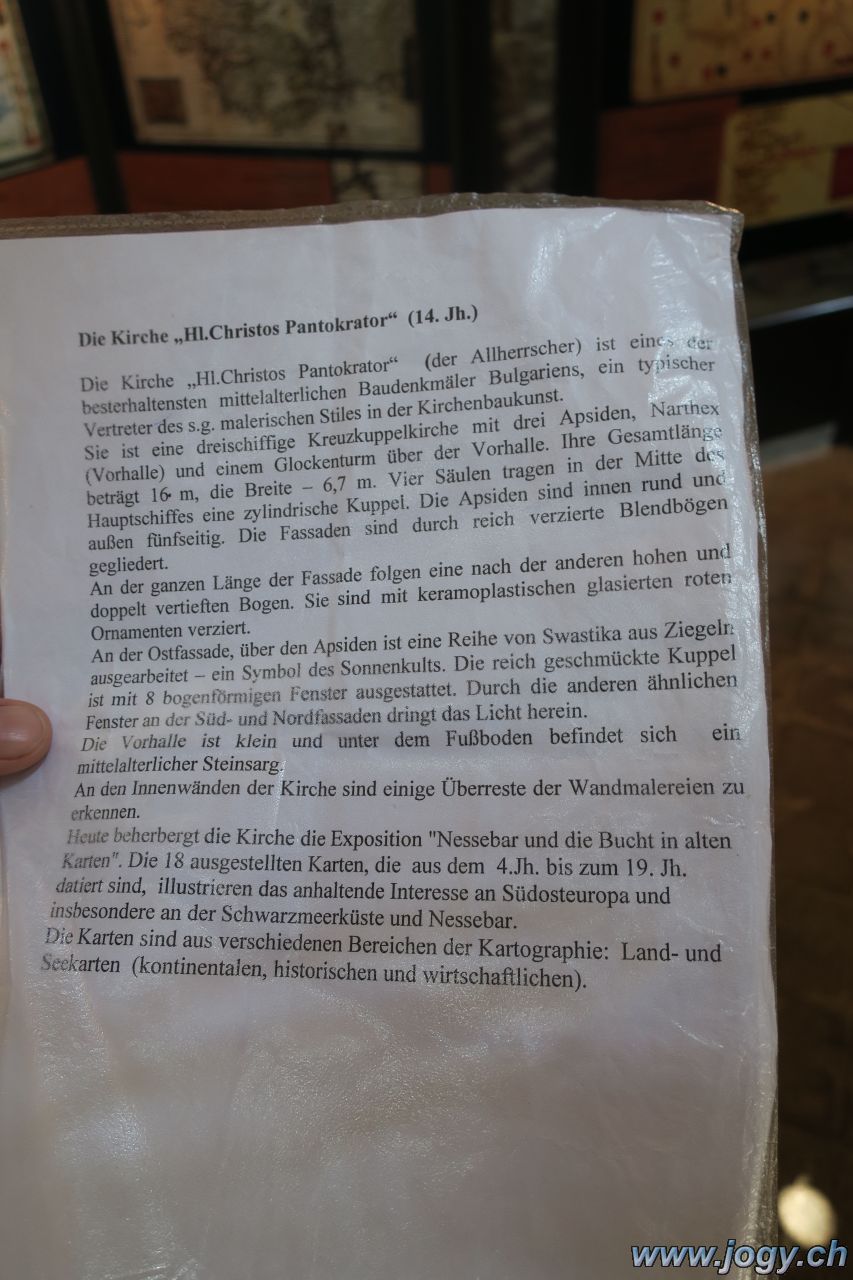 Die Kirche „Hl.Christos Pantokrator“ (14. Jh.)
Die Kirche „Hl.Christos Pantokrator“ (der Allherrscher) ist eines der
besterhaltensten mittelalterlichen Baudenkmäler Bulgariens, ein typischer
Vertreter des s.g. malerischen Stiles in der Kirchenbaukunst.
Sie ist eine dreischiffige Kreuzkuppelkirche mit drei Apsiden, Narthex
(Vorhalle) und einem Glockenturm über der Vorhalle. Ihre Gesamtlänge
beträgt 16 m, die Breite – 6,7 m. Vier Säulen tragen in der Mitte des
Hauptschiffes eine zylindrische Kuppel. Die Apsiden sind innen rund und
außen fünfseitig. Die Fassaden sind durch reich verzierte Blendbögen
gegliedert.
An der ganzen Länge der Fassade folgen eine nach der anderen hohen und
doppelt vertieften Bogen. Sie sind mit keramoplastischen glasierten roten
Ornamenten verziert.
An der Ostfassade, über den Apsiden ist eine Reihe von Swastika aus Ziegeln
ausgearbeitet – ein Symbol des Sonnenkults. Die reich geschmückte Kuppel
ist mit 8 bogenförmigen Fenster ausgestattet. Durch die anderen ähnlichen
Fenster an der Süd- und Nordfassaden dringt das Licht herein.
Die Vorhalle ist klein und unter dem Fußboden befindet sich ein
mittelalterlicher Steinsarg.
An den Innenwänden der Kirche sind einige Überreste der Wandmalereien zu
erkennen.
Heute beherbergt die Kirche die Exposition "Nessebar und die Bucht in alten
Karten". Die 18 ausgestellten Karten, die aus dem 4.Jh. bis zum 19. Jh.
datiert sind, illustrieren das anhaltende Interesse an Südosteuropa und
insbesondere an der Schwarzmeerküste und Nessebar.
Die Karten sind aus verschiedenen Bereichen der Kartographie: Land- und
Seekarten (kontinentalen, historischen und wirtschaftlichen).
www.jogy.ch